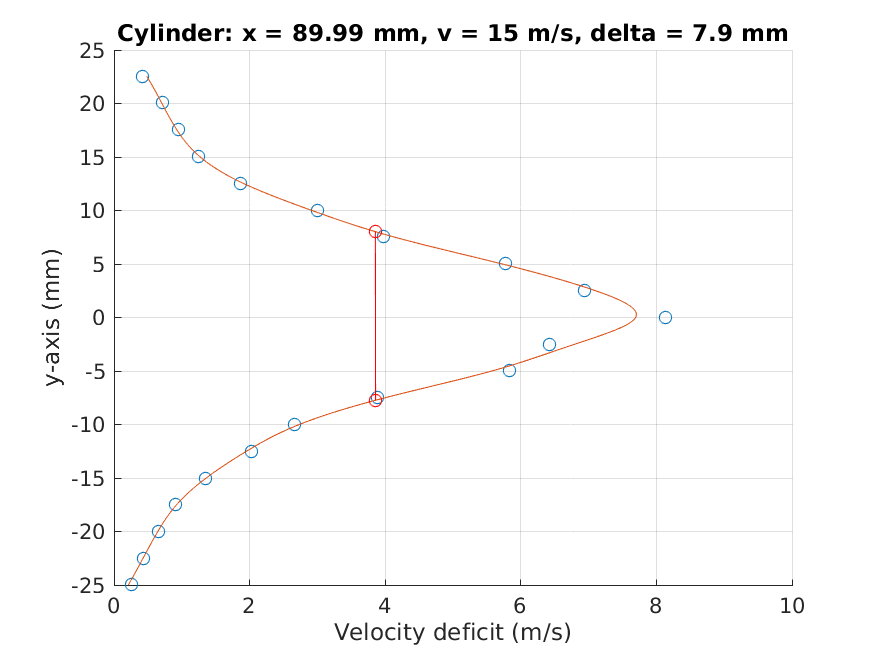 Cylinder: x = 89.99 mm, v = 15 m/s, delta = 7.9 mm
25
20
15
10
5
0
-5
-10
-15
-20
-25
y-axis (mm)
0 2 4 6 8 10
Velocity deficit (m/s)